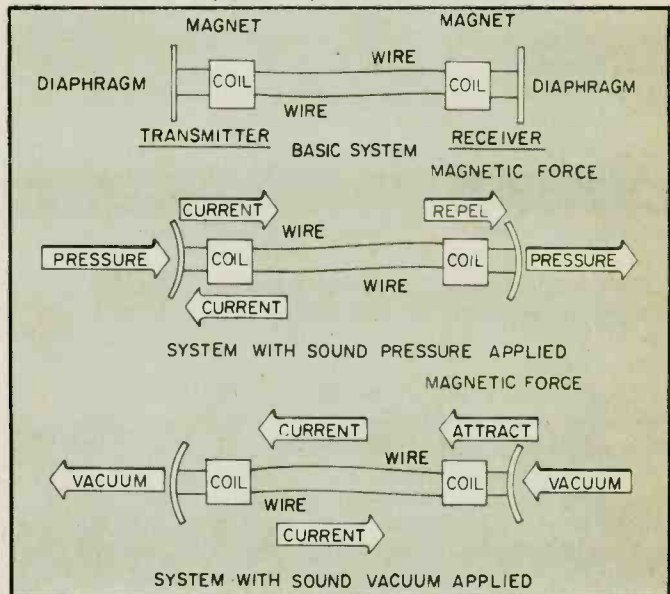 MAGNET MAGNET
DIAPHRAGM COIL WIRE COIL DIAPHRAGM
WIRE
TRANSMITTER RECEIVER
BASIC SYSTEM
MAGNETIC FORCE
CURRENT REPEL
WIRE
PRESSURE COIL COIL PRESSURE
WIRE
CURRENT
SYSTEM WITH SOUND PRESSURE APPLIED
MAGNETIC FORCE
CURRENT ATTRACT
WIRE
VACUUM COIL COIL VACUUM
WIRE
CURRENT
SYSTEM WITH SOUND VACUUM APPLIED